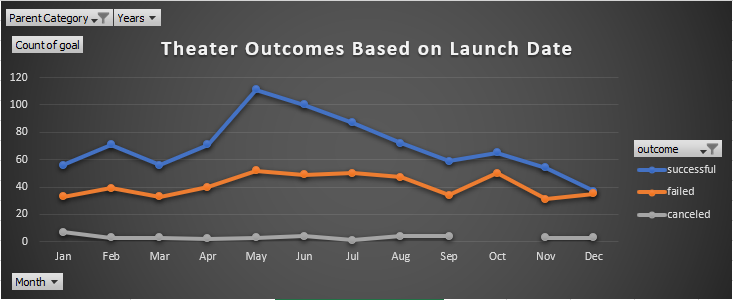 Parent Category Years
Count of goal
Theater Outcomes Based on Launch Date
120
100
80
60
40
20
0
Jan Feb Mar Apr May Jun Jul Aug Sep Oct Nov Dec
outcome
successful
failed
canceled
Month